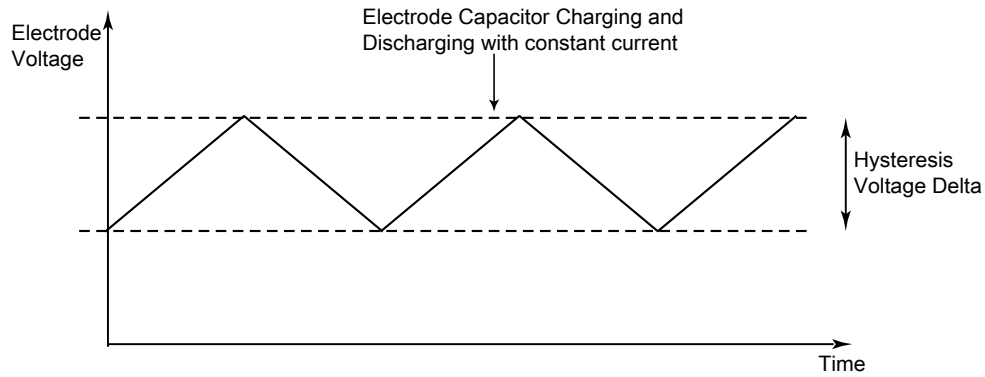 Electrode
Voltage
Electrode Capacitor Charging and
Discharging with constant current
Hysteresis
Voltage Delta
Time